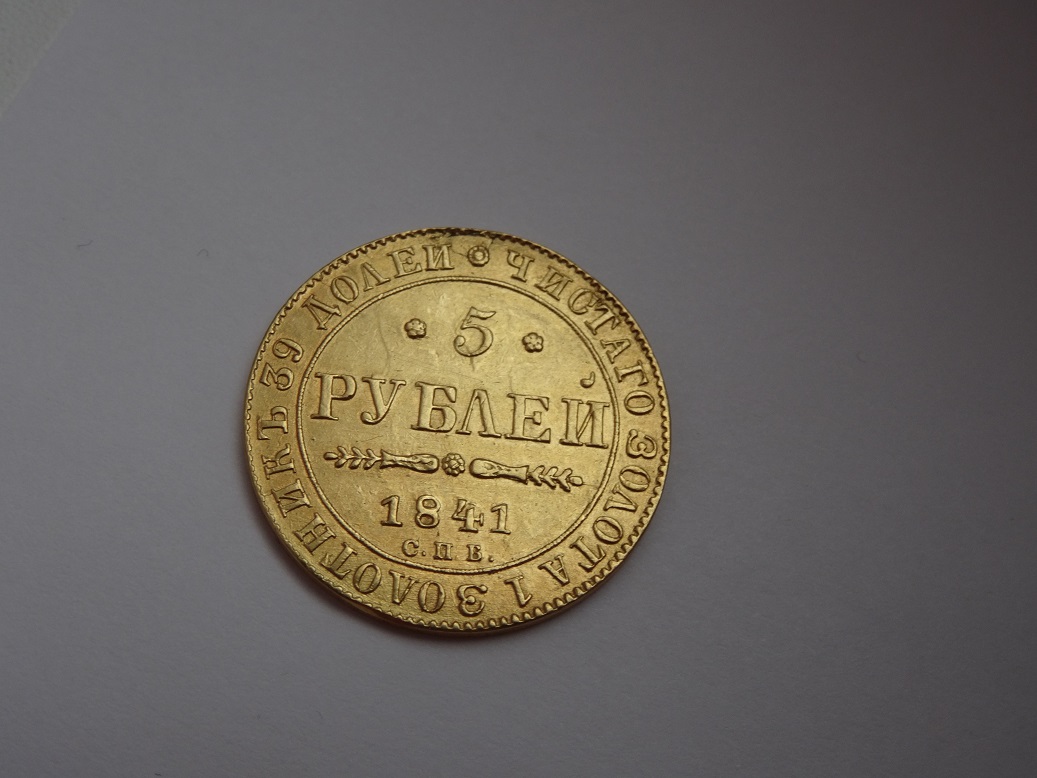 ЧИСТАГО ЗОЛОТА 1 ЗОЛОТНИКЪ 39 ДОЛЕЙ
5
РУБЛЕЙ
1841
С. П. Б.